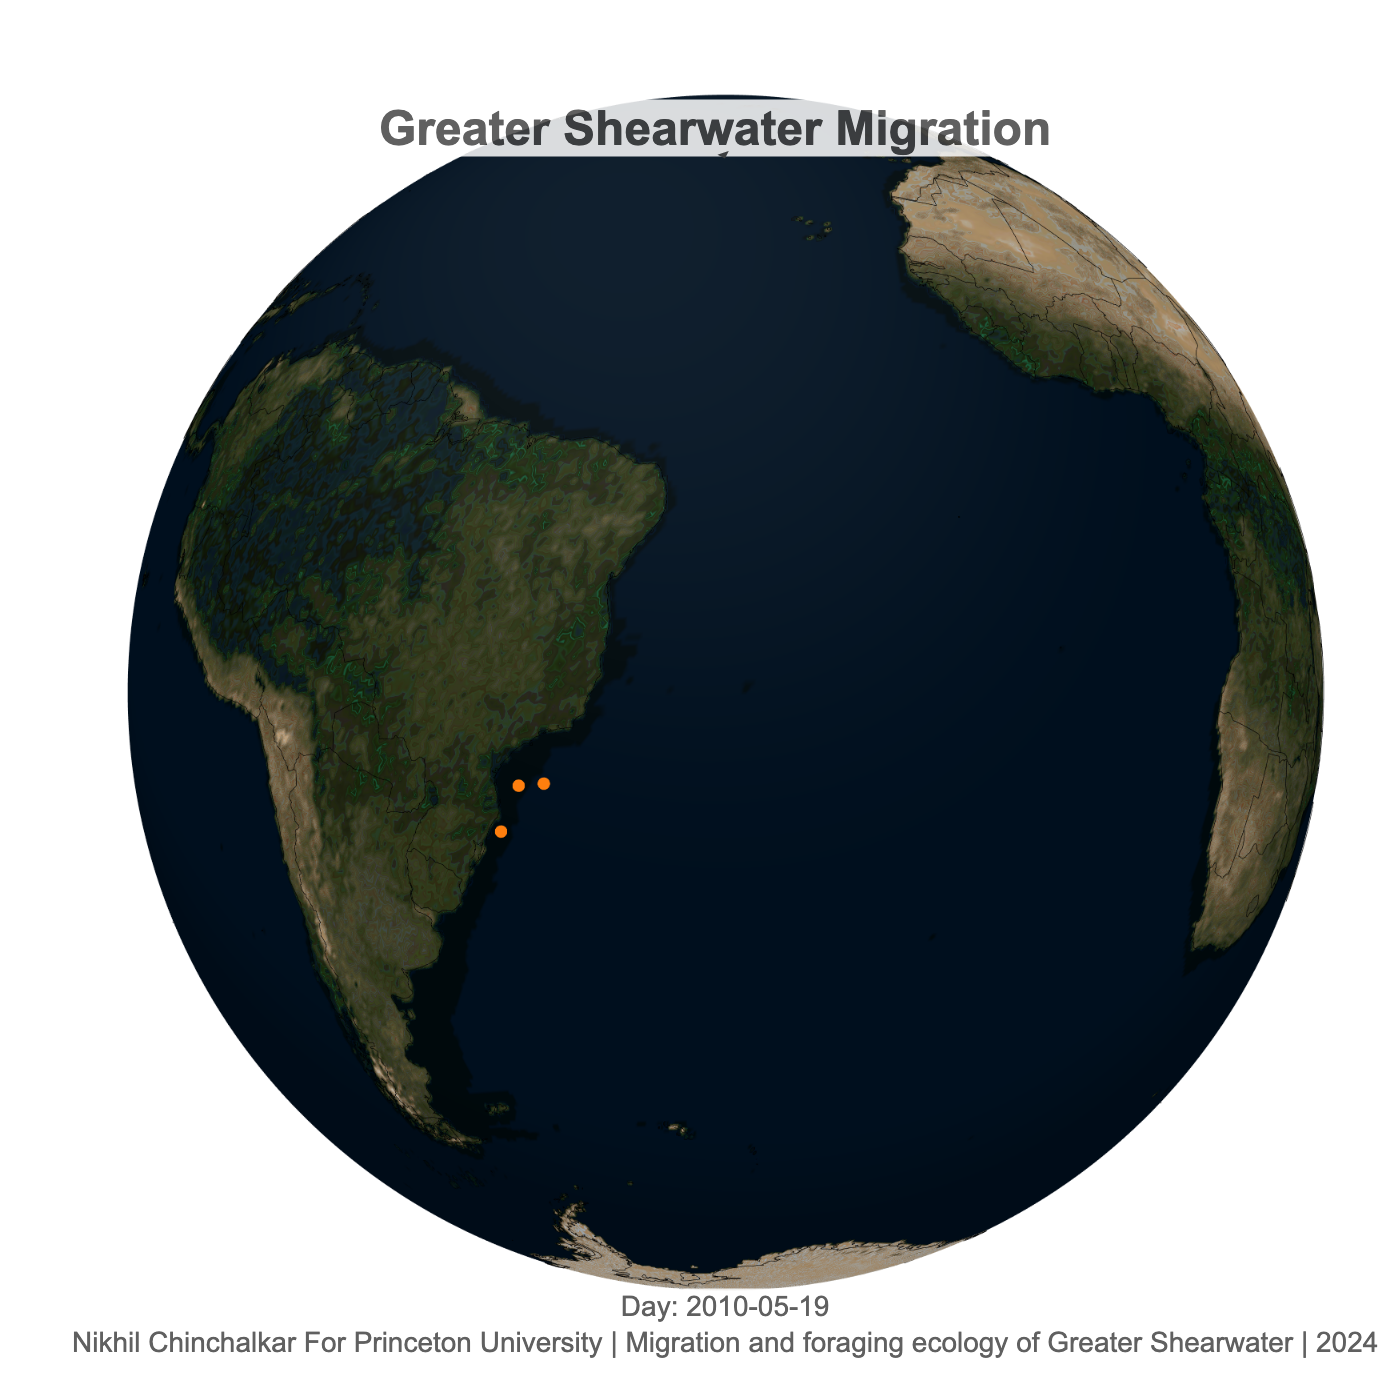 Greater Shearwater Migration
Day: 2010-05-19
Nikhil Chinchalkar For Princeton University | Migration and foraging ecology of Greater Shearwater | 2024